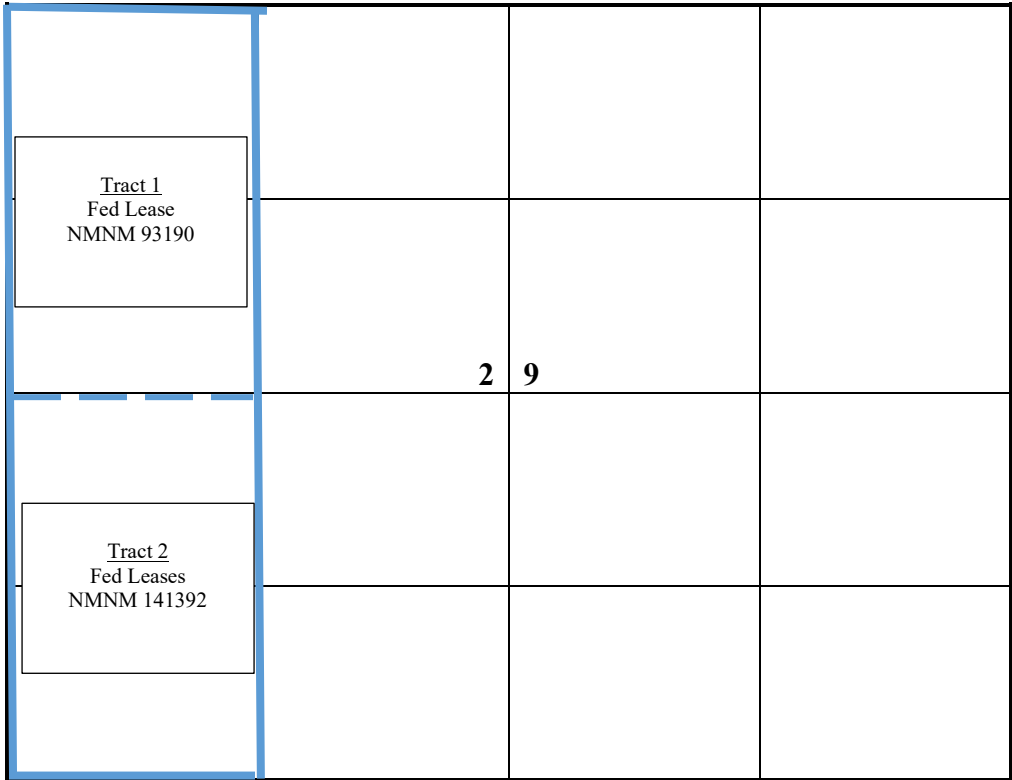 Tract 1
Fed Lease
NMNM 93190
2 9
Tract 2
Fed Leases
NMNM 141392